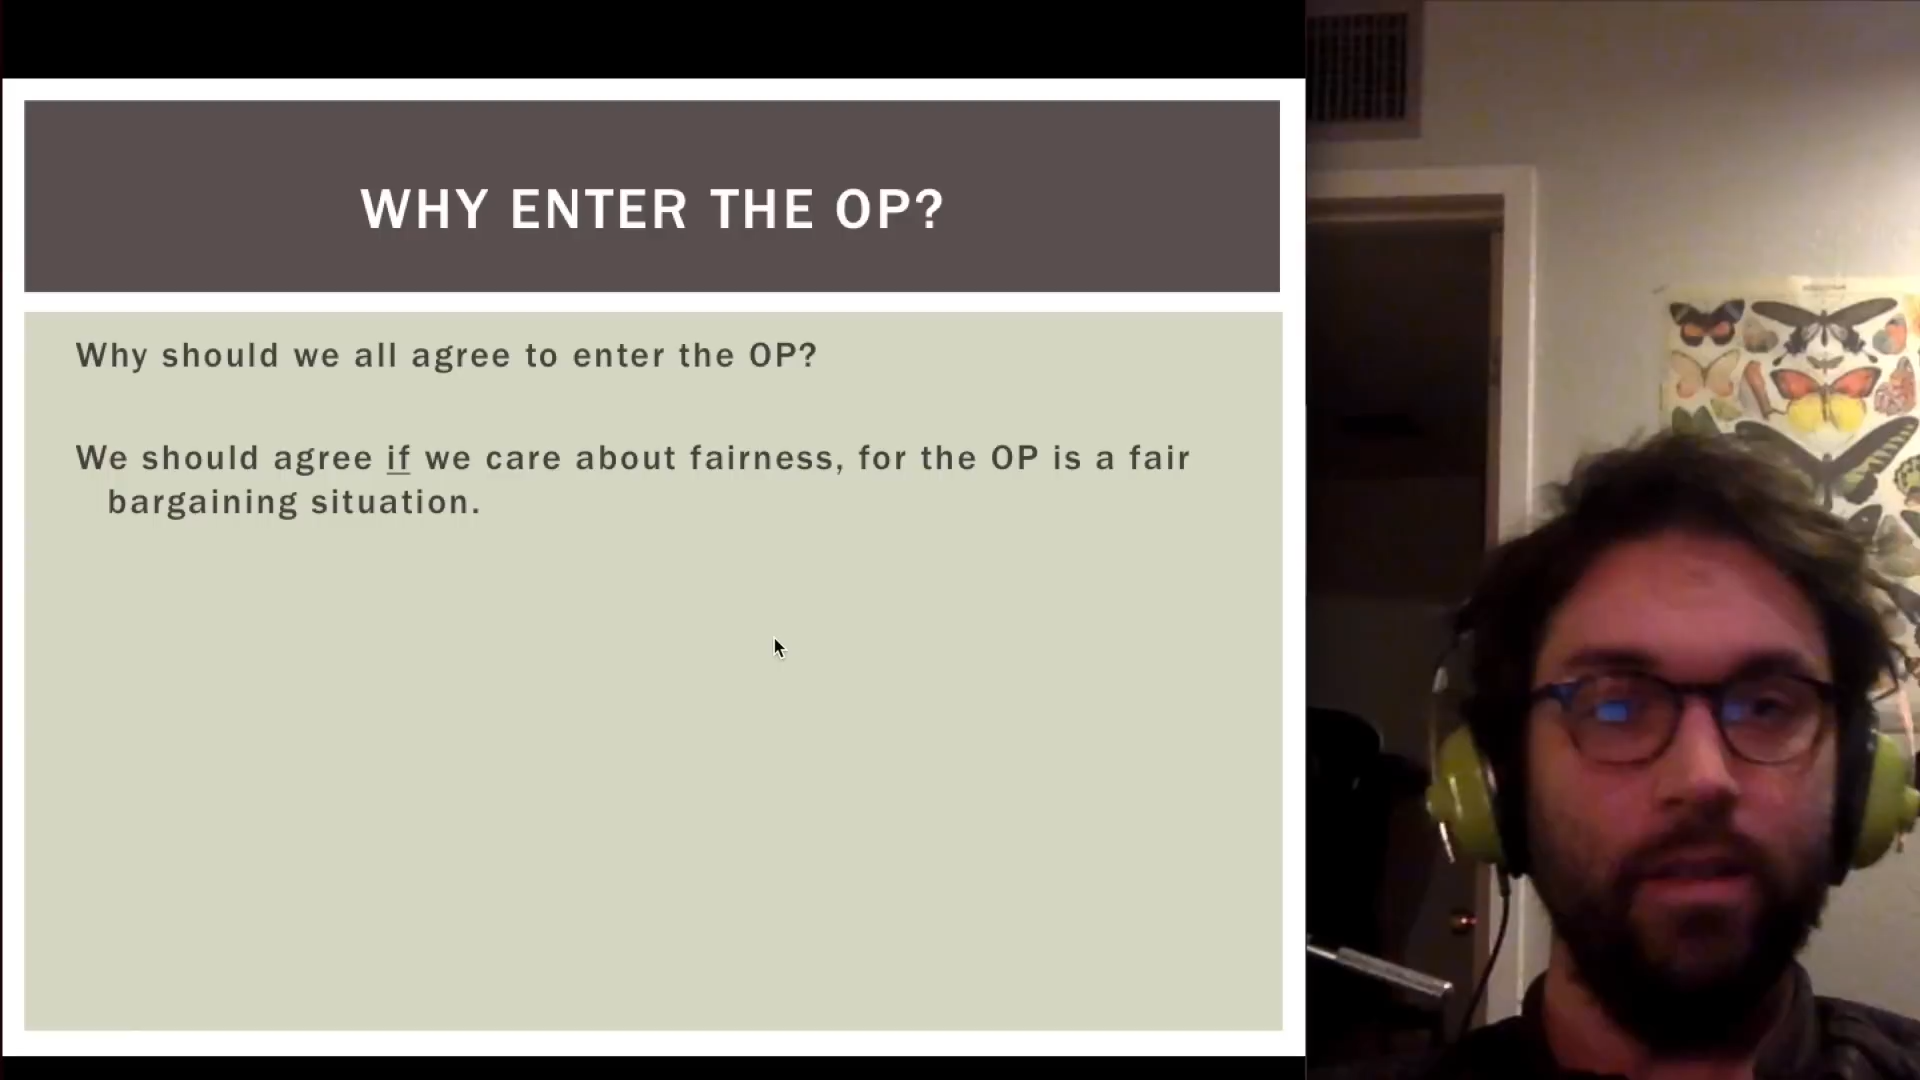 WHY ENTER THE OP?
Why should we all agree to enter the OP?
We should agree if we care about fairness, for the OP is a fair
bargaining situation.